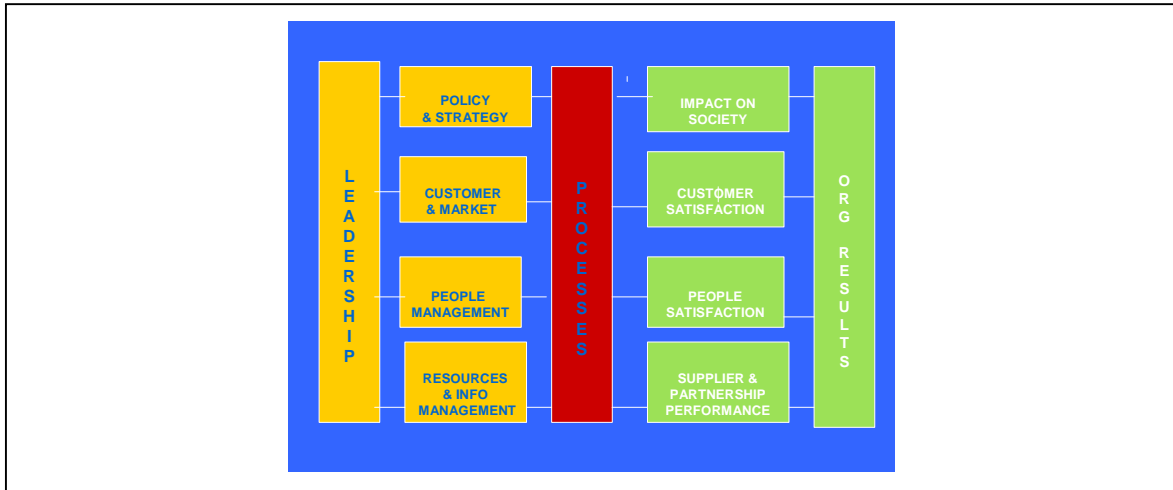 LEADERSHIP
POLICY
& STRATEGY
CUSTOMER
& MARKET
PEOPLE
MANAGEMENT
RESOURCES
& INFO
MANAGEMENT
PROCESSES
IMPACT ON
SOCIETY
CUSTOMER
SATISFACTION
PEOPLE
SATISFACTION
SUPPLIER &
PARTNERSHIP
PERFORMANCE
ORG RESULTS